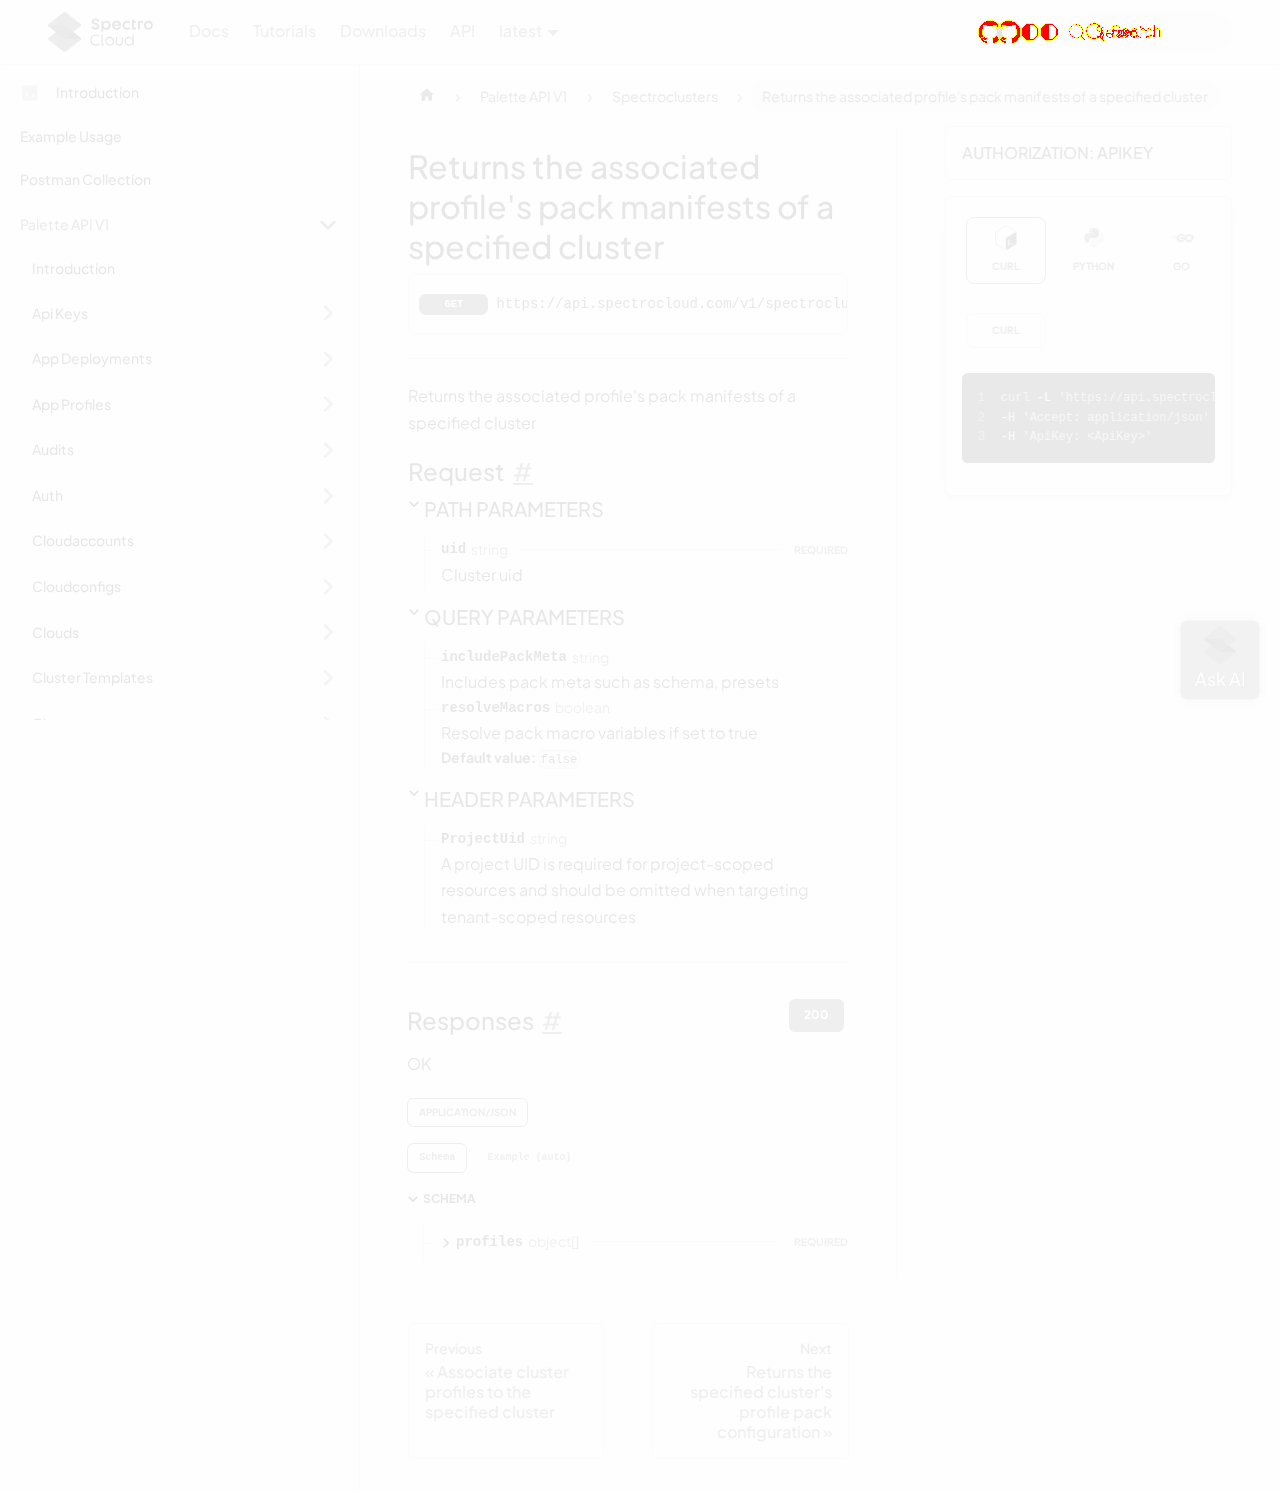 Spectro
Cloud
Docs
Tutorials
Downloads
API
latest
Introduction
Example Usage
Postman Collection
Palette API V1
Introduction
Api Keys
App Deployments
App Profiles
Audits
Auth
Cloudaccounts
Cloudconfigs
Clouds
Cluster Templates
Palette API V1
Spectroclusters
Returns the associated profile's pack manifests of a specified cluster
Returns the associated
profile's pack manifests of a
specified cluster
GET
https://api.spectrocloud.com/v1/spectroclu
Returns the associated profile's pack manifests of a
specified cluster
Request #
PATH PARAMETERS
uid string REQUIRED
Cluster uid
QUERY PARAMETERS
includePackMeta string
Includes pack meta such as schema, presets
resolveMacros boolean
Resolve pack macro variables if set to true
Default value: false
HEADER PARAMETERS
ProjectUid string
A project UID is required for project-scoped
resources and should be omitted when targeting
tenant-scoped resources
Responses #
200
OK
APPLICATION/JSON
Schema
Example (auto)
SCHEMA
profiles object[] REQUIRED
Previous
« Associate cluster
profiles to the
specified cluster
Next
Returns the
specified cluster's
profile pack
configuration »
AUTHORIZATION: APIKEY
CURL
PYTHON
GO
CURL
1 curl -L 'https://api.spectrocl
2 -H 'Accept: application/json'
3 -H 'ApiKey: <ApiKey>'
Ask AI